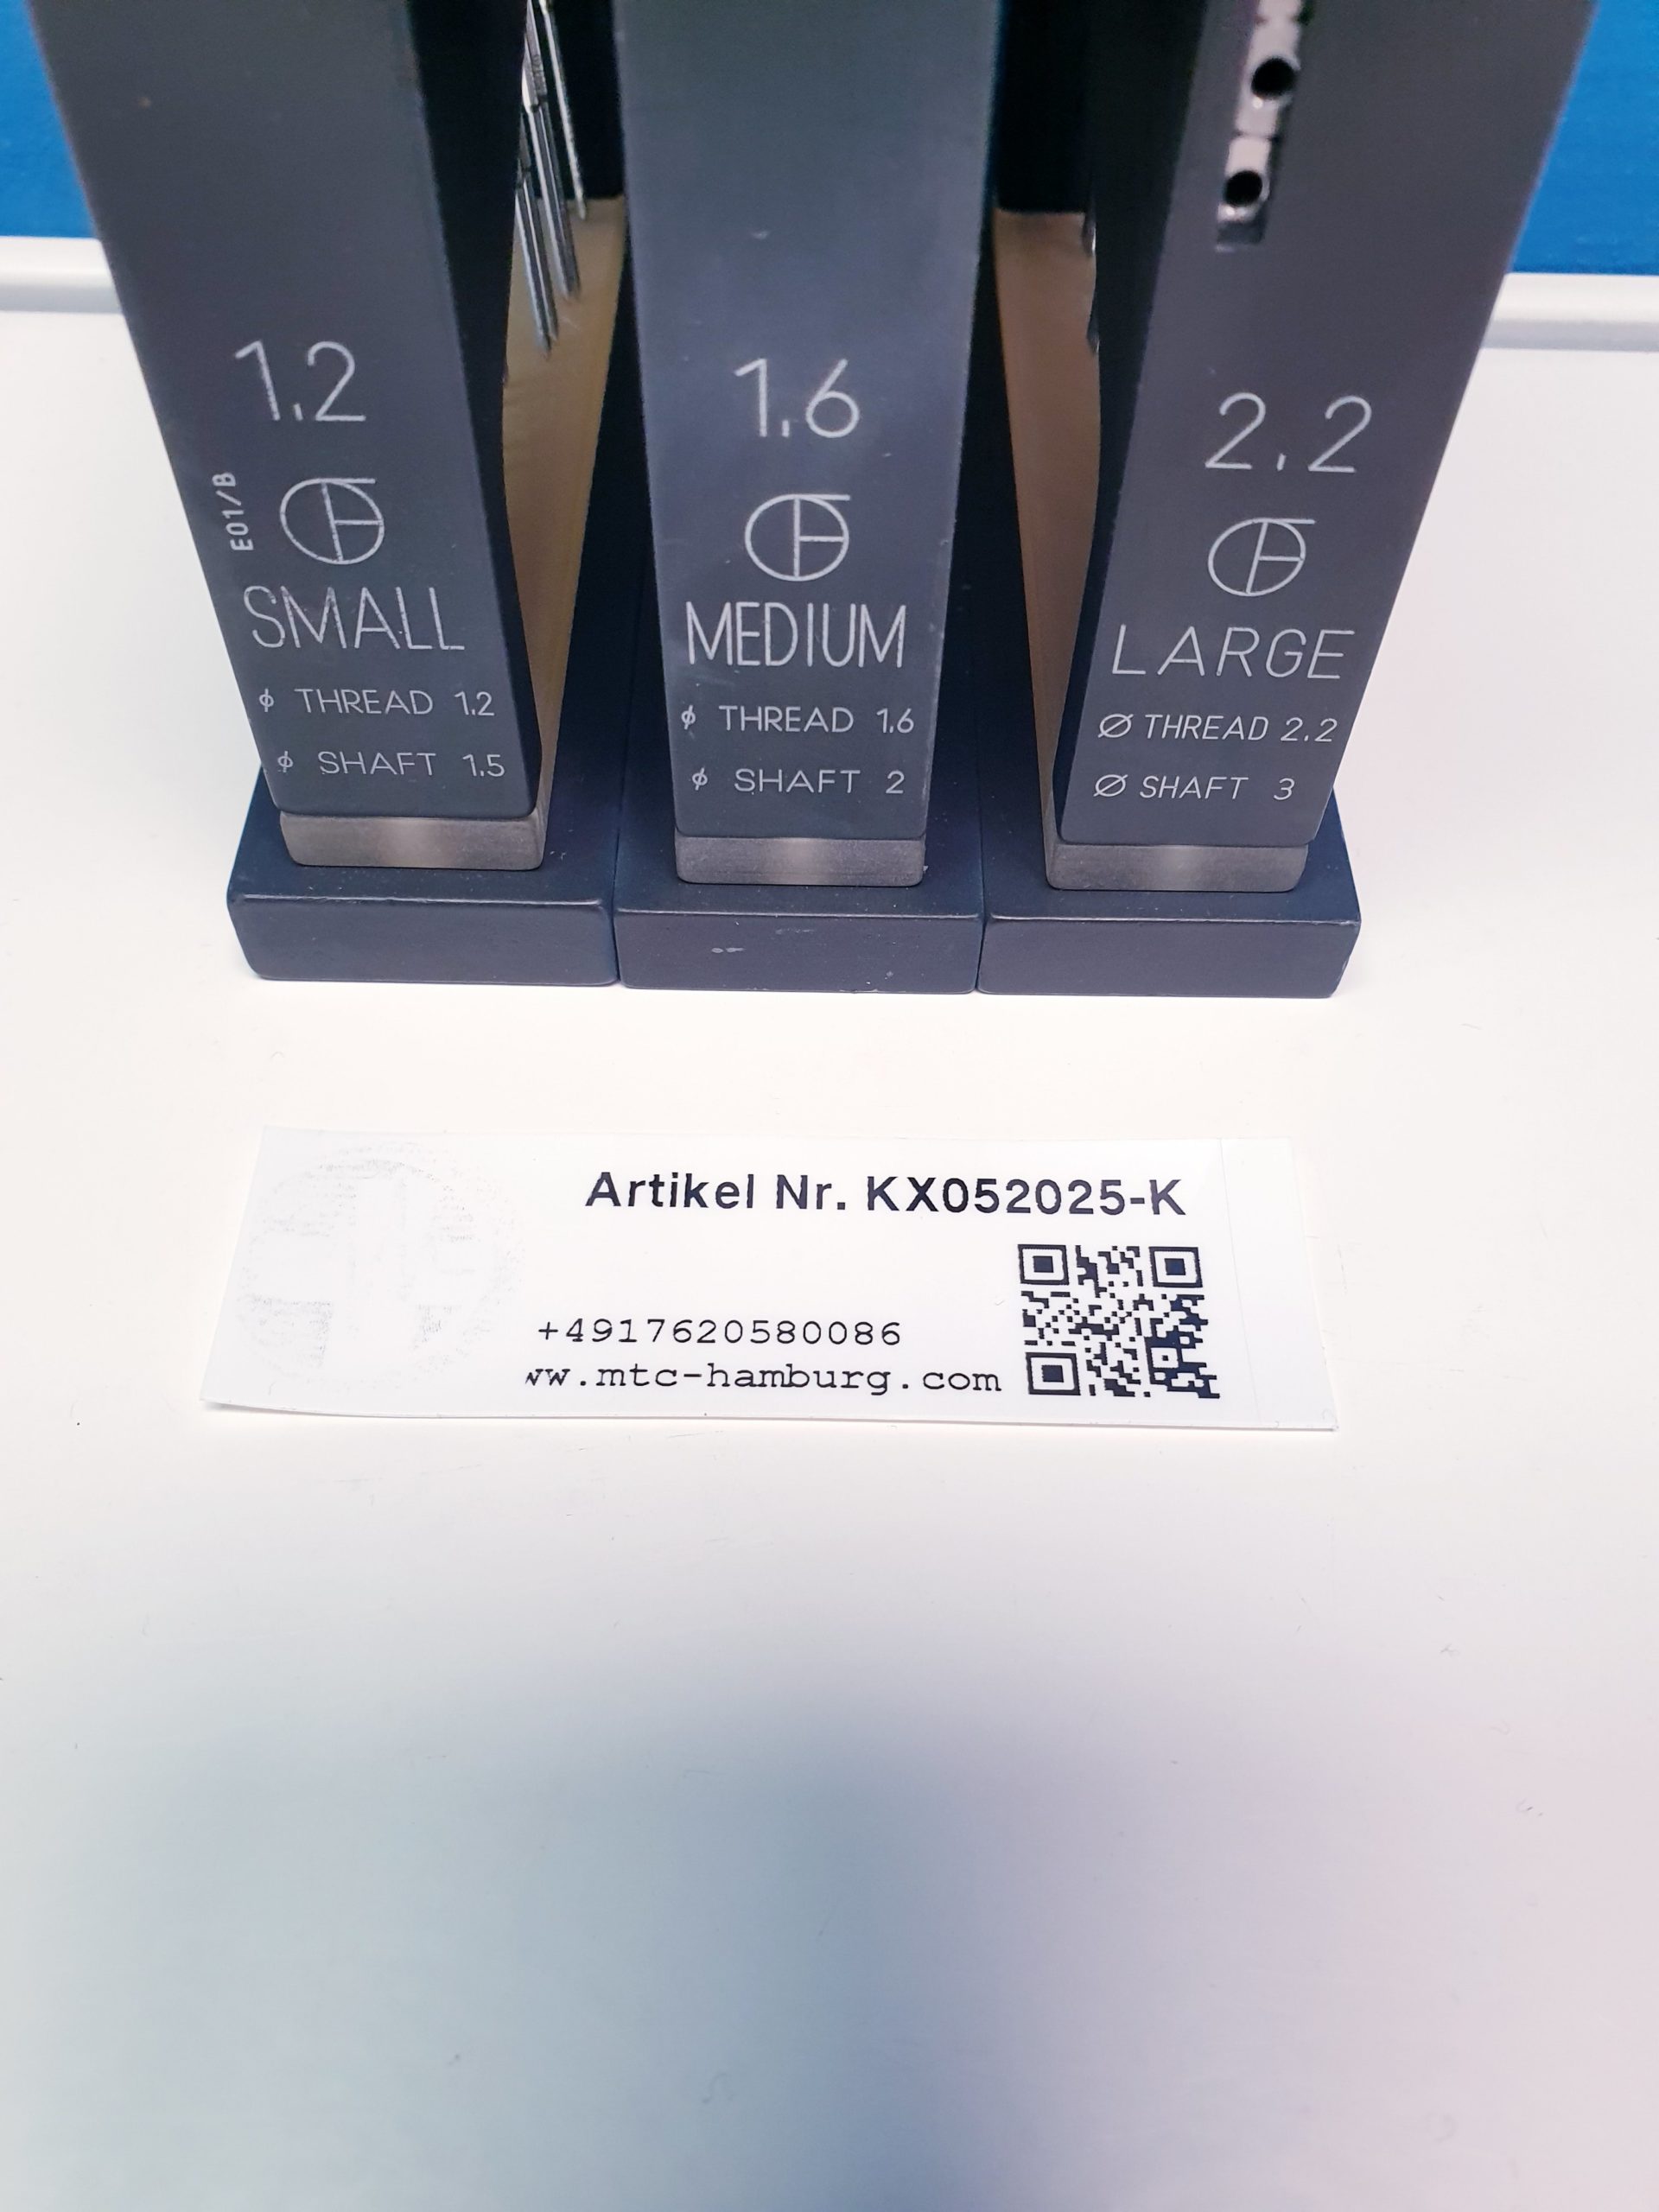 1.2
E01/B
SMALL
⌀ THREAD 1.2
⌀ SHAFT 1.5
1.6
MEDIUM
⌀ THREAD 1.6
⌀ SHAFT 2
2.2
LARGE
⌀ THREAD 2.2
⌀ SHAFT 3
Artikel Nr. KX052025-K
+4917620580086
ww.mtc-hamburg.com